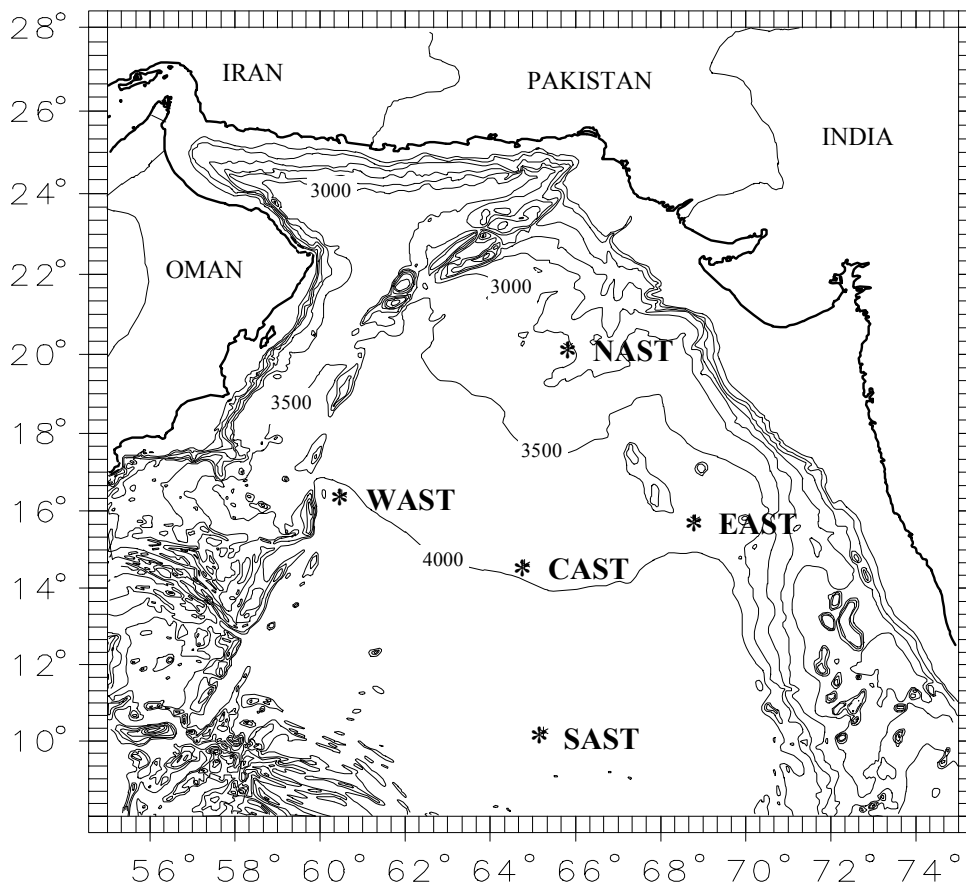 28°
IRAN
PAKISTAN
26°
INDIA
24°
3000
22°
OMAN
3000
20°
* NAST
3500
18°
3500
16°
* WAST
* EAST
14°
4000
* CAST
12°
10°
* SAST
56° 58° 60° 62° 64° 66° 68° 70° 72° 74°